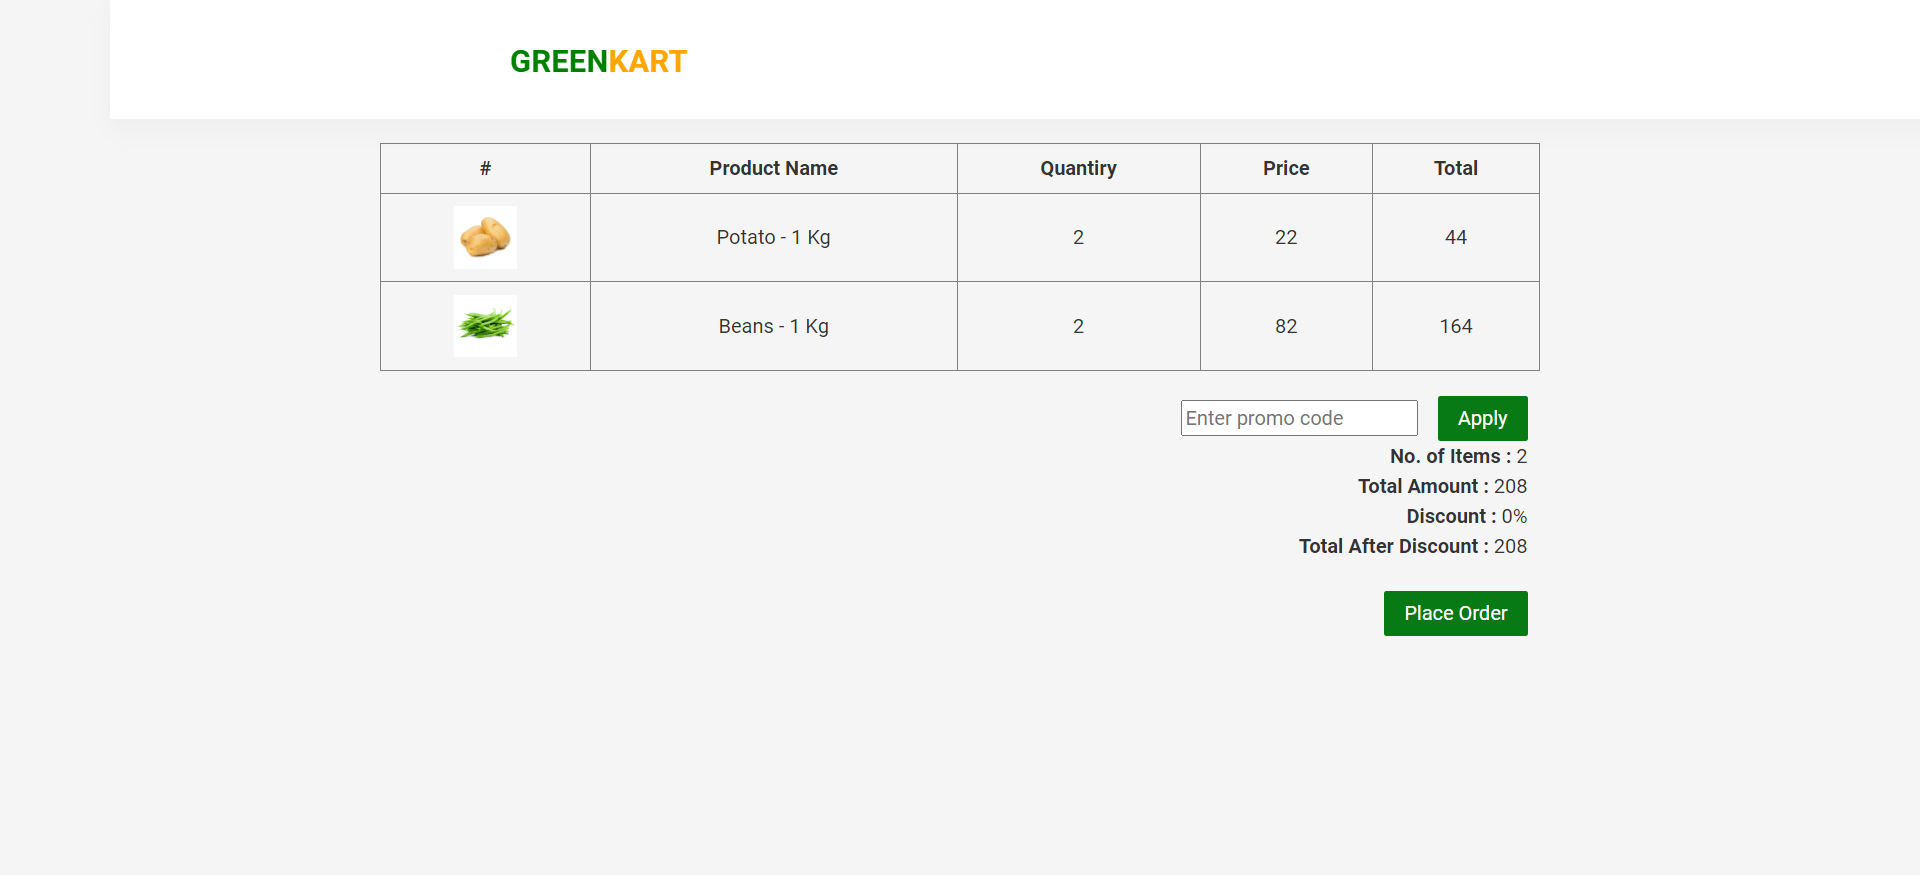 GREENKART
# Product Name Quantiry Price Total
Potato - 1 Kg 2 22 44
Beans - 1 Kg 2 82 164
Enter promo code Apply
No. of Items : 2
Total Amount : 208
Discount : 0%
Total After Discount : 208
Place Order